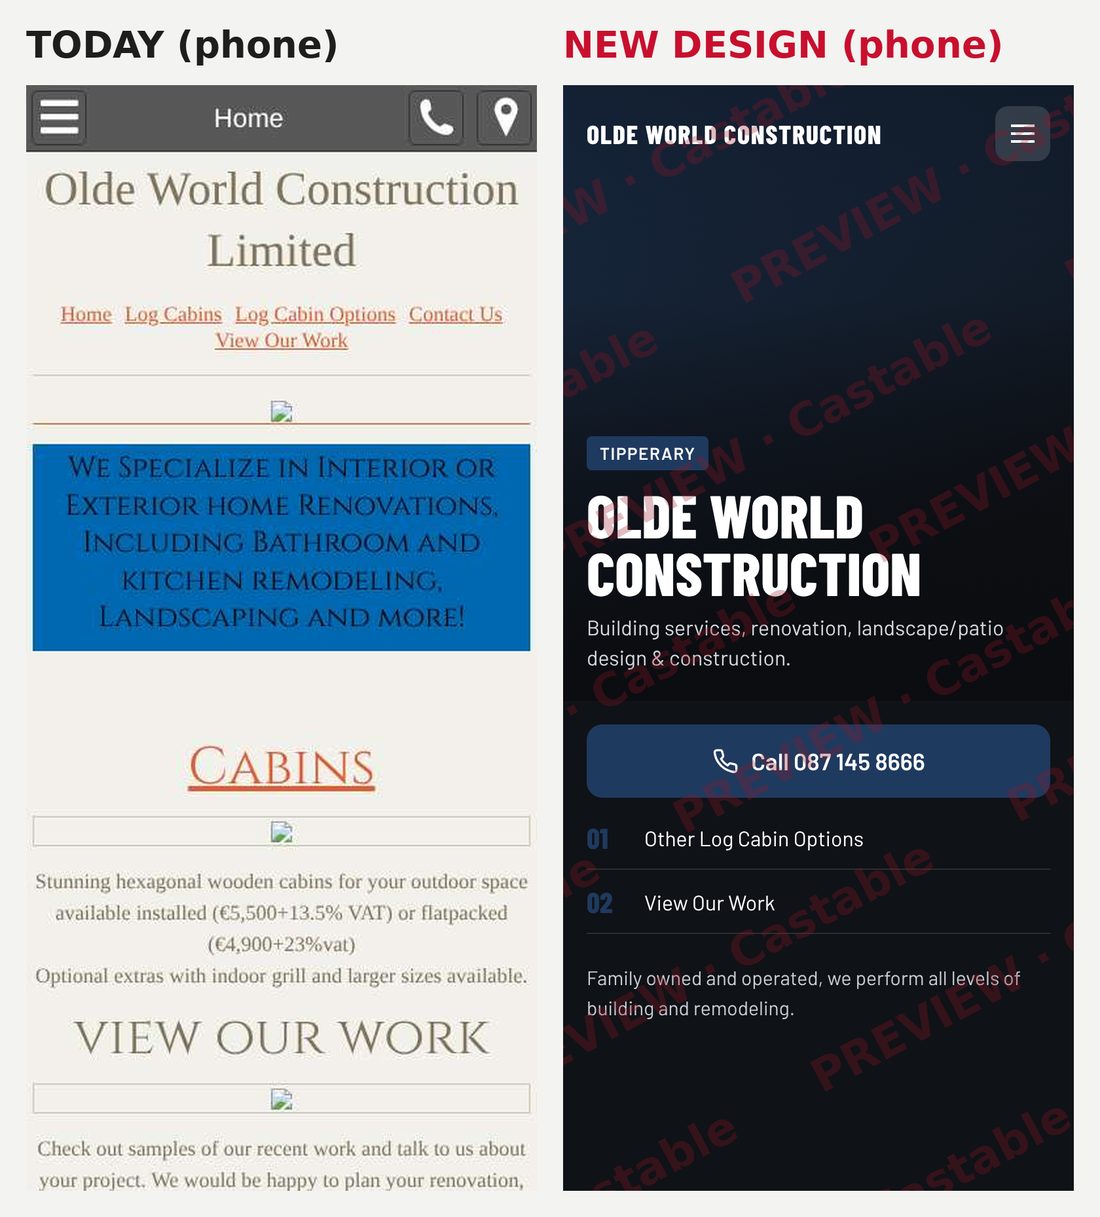 TODAY (phone)
Home
Olde World Construction
Limited
Home Log Cabins Log Cabin Options Contact Us
View Our Work
We Specialize in Interior or
Exterior home Renovations,
Including Bathroom and
kitchen remodeling,
Landscaping and more!
Cabins
Stunning hexagonal wooden cabins for your outdoor space
available installed (€5,500+13.5% VAT) or flatpacked
(€4,900+23%vat)
Optional extras with indoor grill and larger sizes available.
VIEW OUR WORK
Check out samples of our recent work and talk to us about
your project. We would be happy to plan your renovation,
NEW DESIGN (phone)
OLDE WORLD CONSTRUCTION
TIPPERARY
OLDE WORLD
CONSTRUCTION
Building services, renovation, landscape/patio
design & construction.
Call 087 145 8666
01 Other Log Cabin Options
02 View Our Work
Family owned and operated, we perform all levels of
building and remodeling.
PREVIEW · Castable